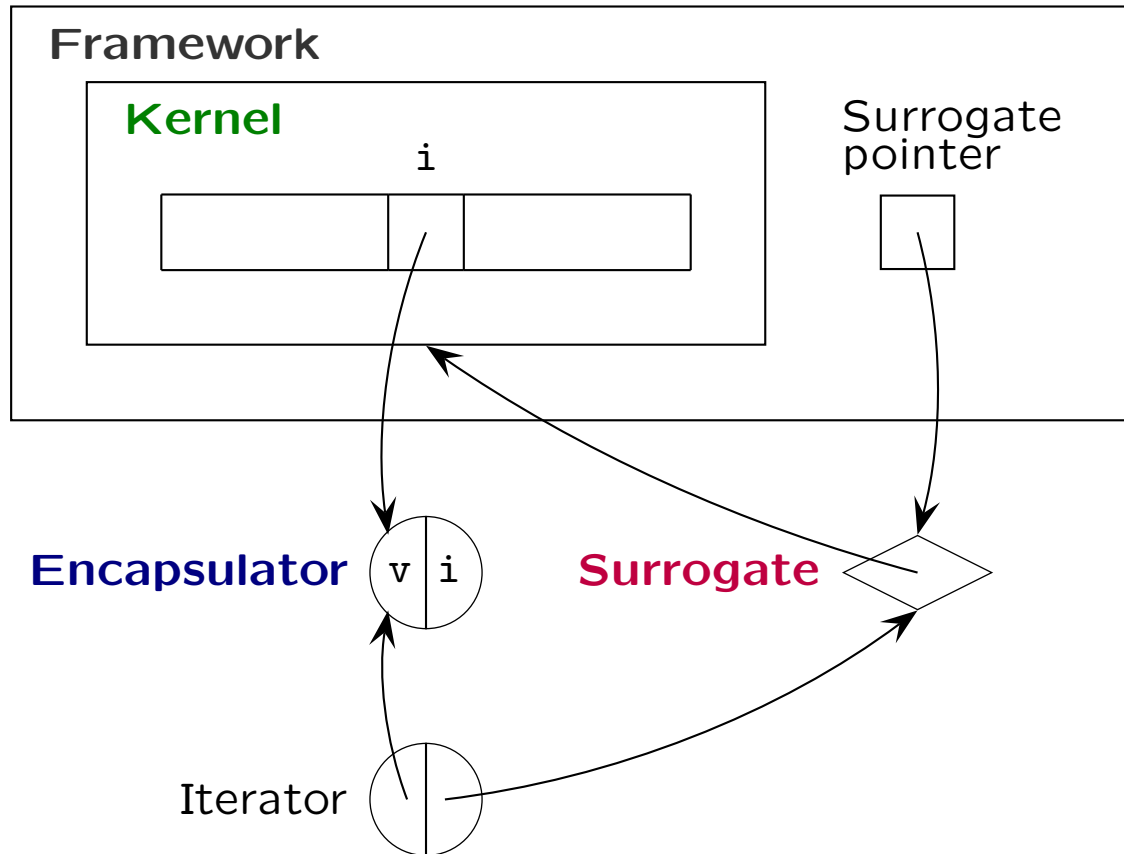 Framework
Kernel
i
Surrogate
pointer
Encapsulator
v i
Surrogate
Iterator